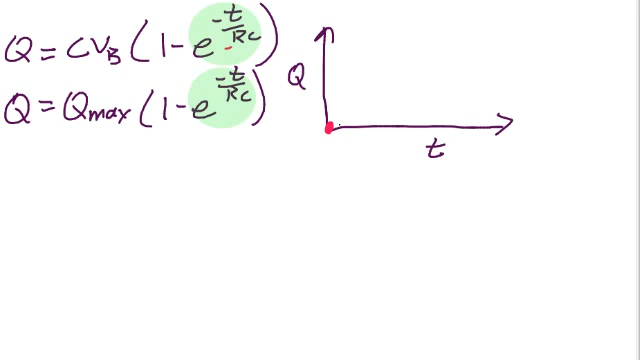 Q = CV_B (1 - e^{-t/RC})
Q = Q_max (1 - e^{-t/RC})
Q
t